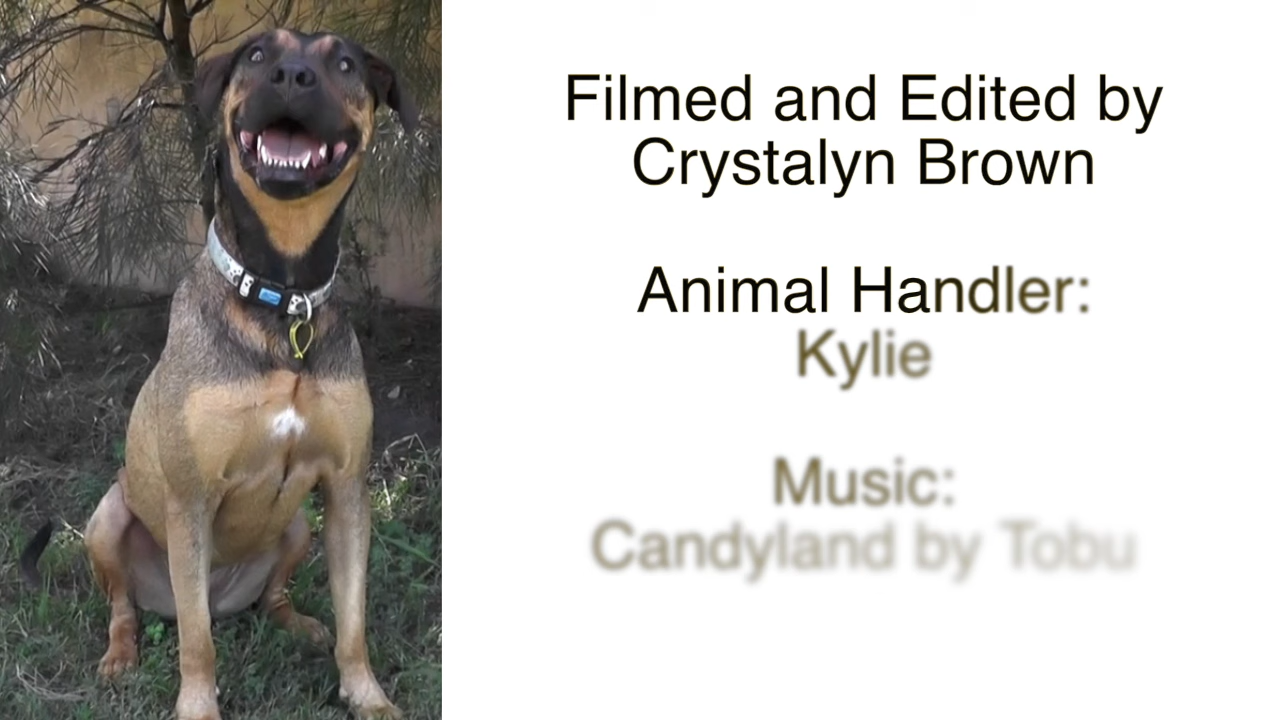 Filmed and Edited by
Crystalyn Brown
Animal Handler:
Kylie
Music:
Candyland by Tobu